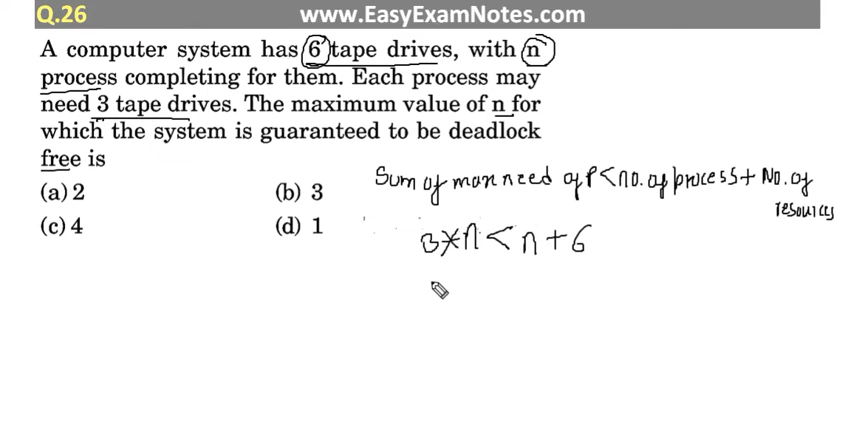 Q.26 www.EasyExamNotes.com
A computer system has 6 tape drives, with n
process completing for them. Each process may
need 3 tape drives. The maximum value of n for
which the system is guaranteed to be deadlock
free is
(a) 2 (b) 3
(c) 4 (d) 1
Sum of max need of P < no. of process + No. of
resources
3*n < n + 6